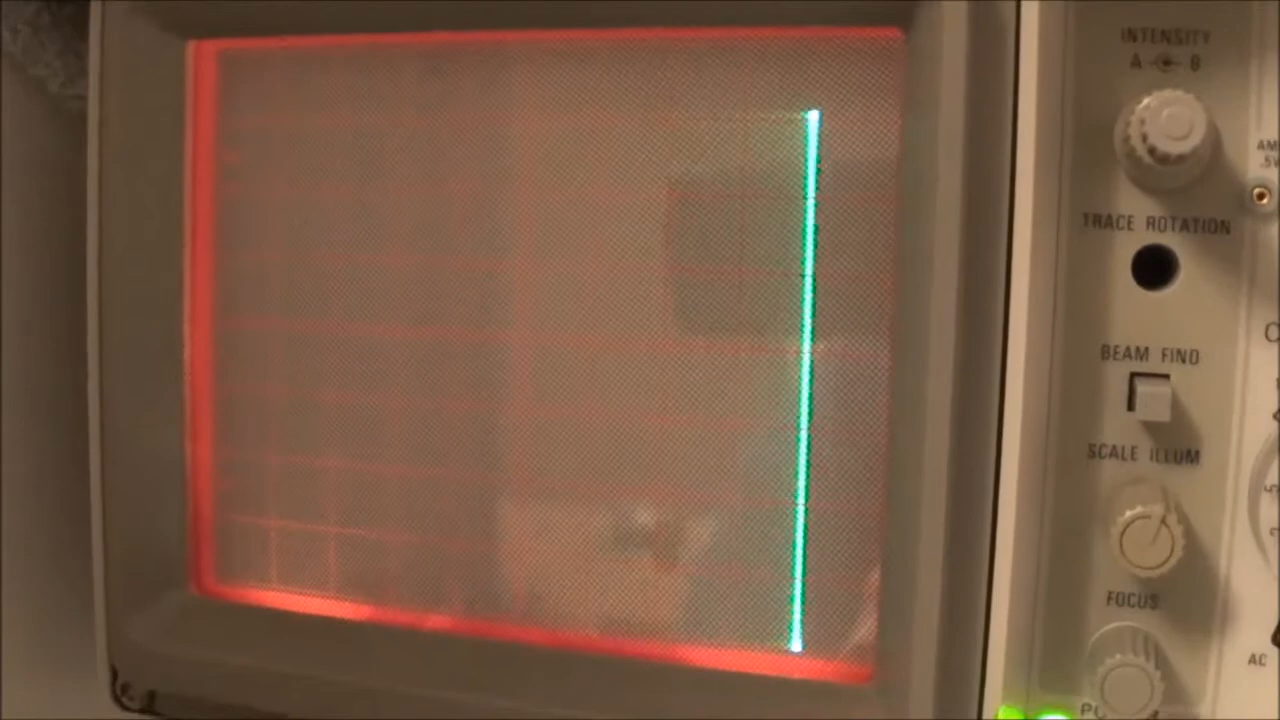 INTENSITY
A B
TRACE ROTATION
BEAM FIND
SCALE ILLUM
FOCUS
AC